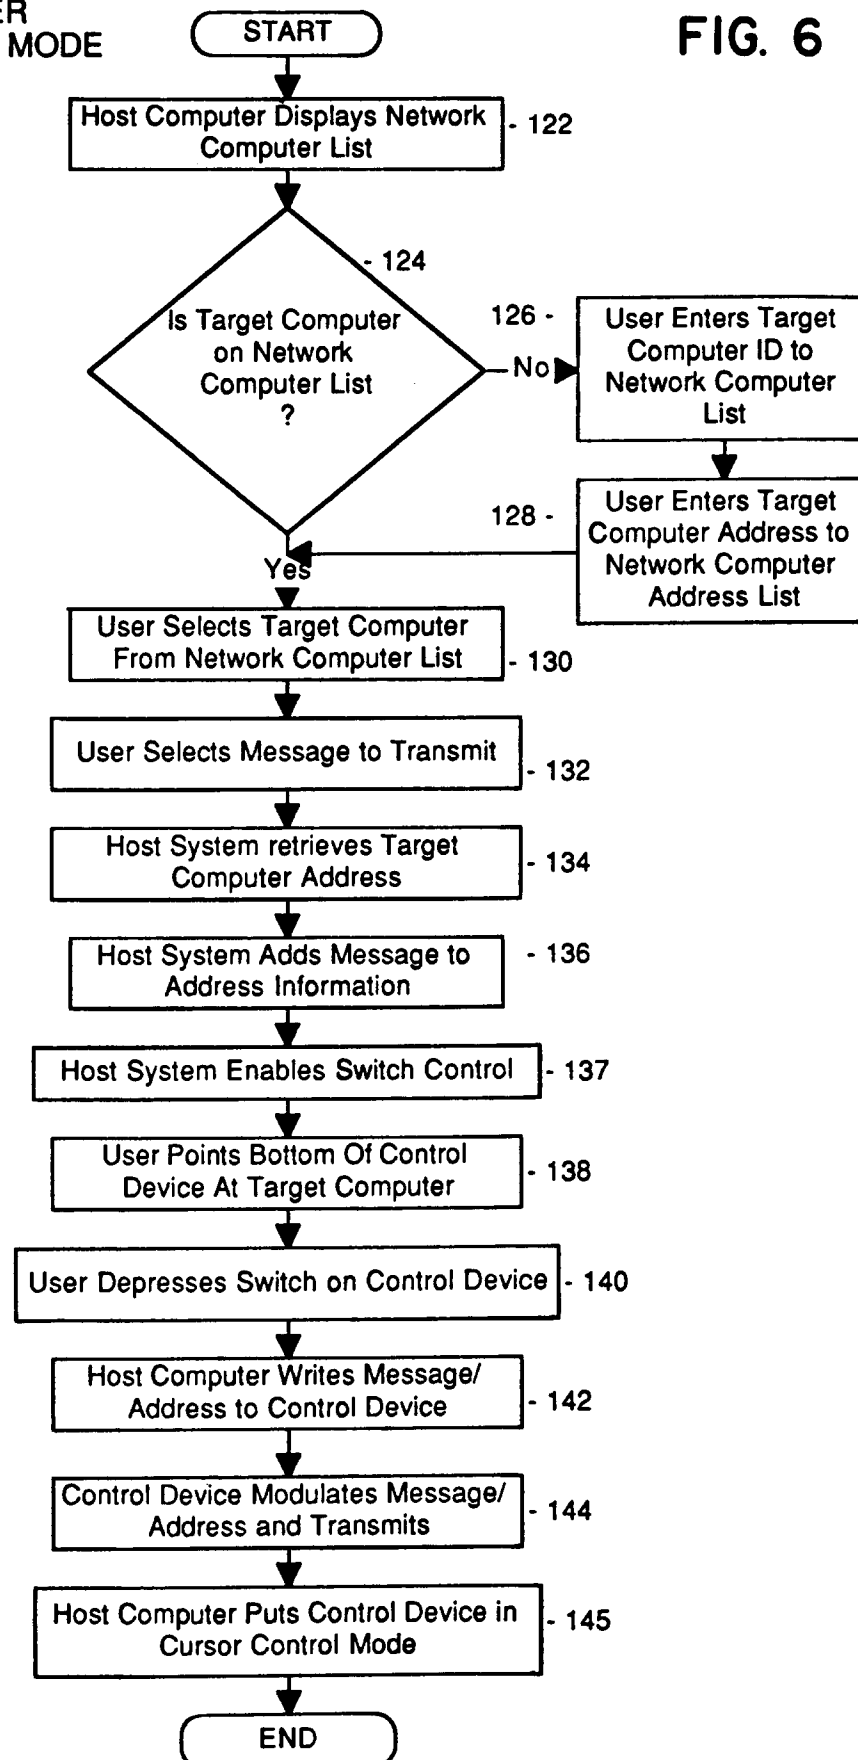 ER
MODE
START
FIG. 6
Host Computer Displays Network
Computer List
- 122
- 124
Is Target Computer
on Network
Computer List
?
No
126 -
User Enters Target
Computer ID to
Network Computer
List
128 -
User Enters Target
Computer Address to
Network Computer
Address List
Yes
User Selects Target Computer
From Network Computer List
- 130
User Selects Message to Transmit
- 132
Host System retrieves Target
Computer Address
- 134
Host System Adds Message to
Address Information
- 136
Host System Enables Switch Control
- 137
User Points Bottom Of Control
Device At Target Computer
- 138
User Depresses Switch on Control Device
- 140
Host Computer Writes Message/
Address to Control Device
- 142
Control Device Modulates Message/
Address and Transmits
- 144
Host Computer Puts Control Device in
Cursor Control Mode
- 145
END